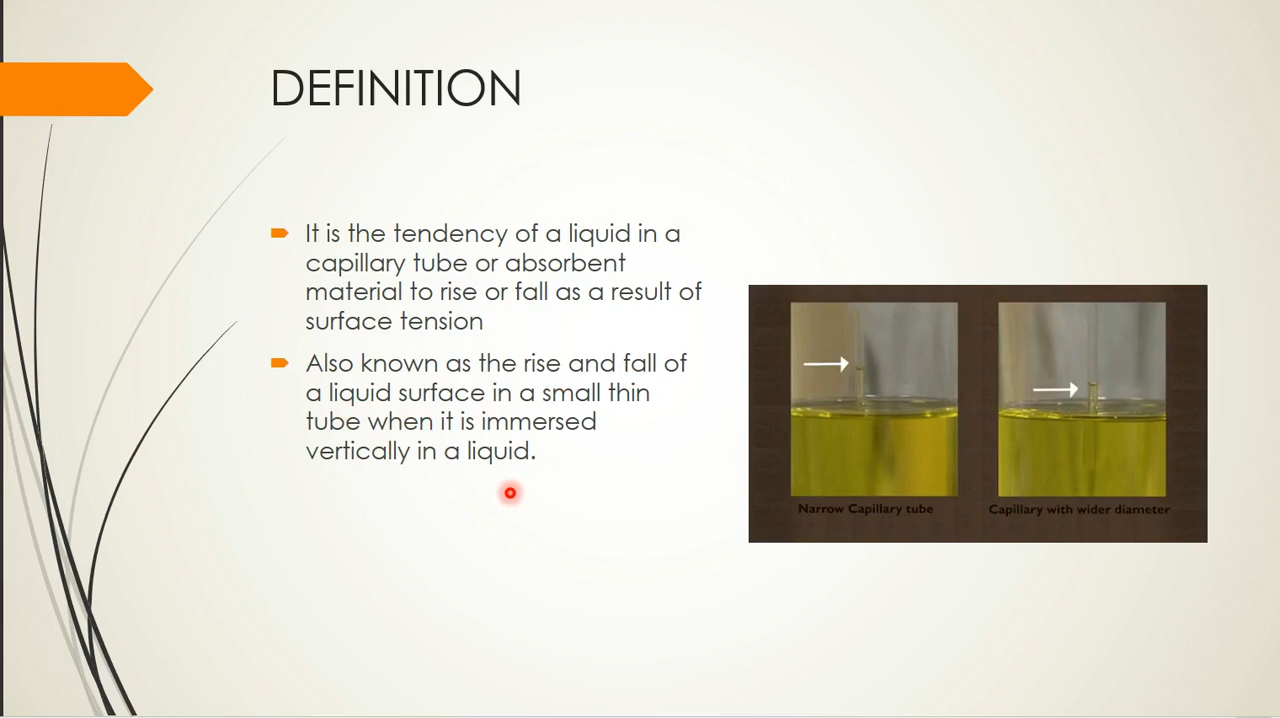 DEFINITION
It is the tendency of a liquid in a
capillary tube or absorbent
material to rise or fall as a result of
surface tension
Also known as the rise and fall of
a liquid surface in a small thin
tube when it is immersed
vertically in a liquid.
Narrow Capillary tube
Capillary with wider diameter